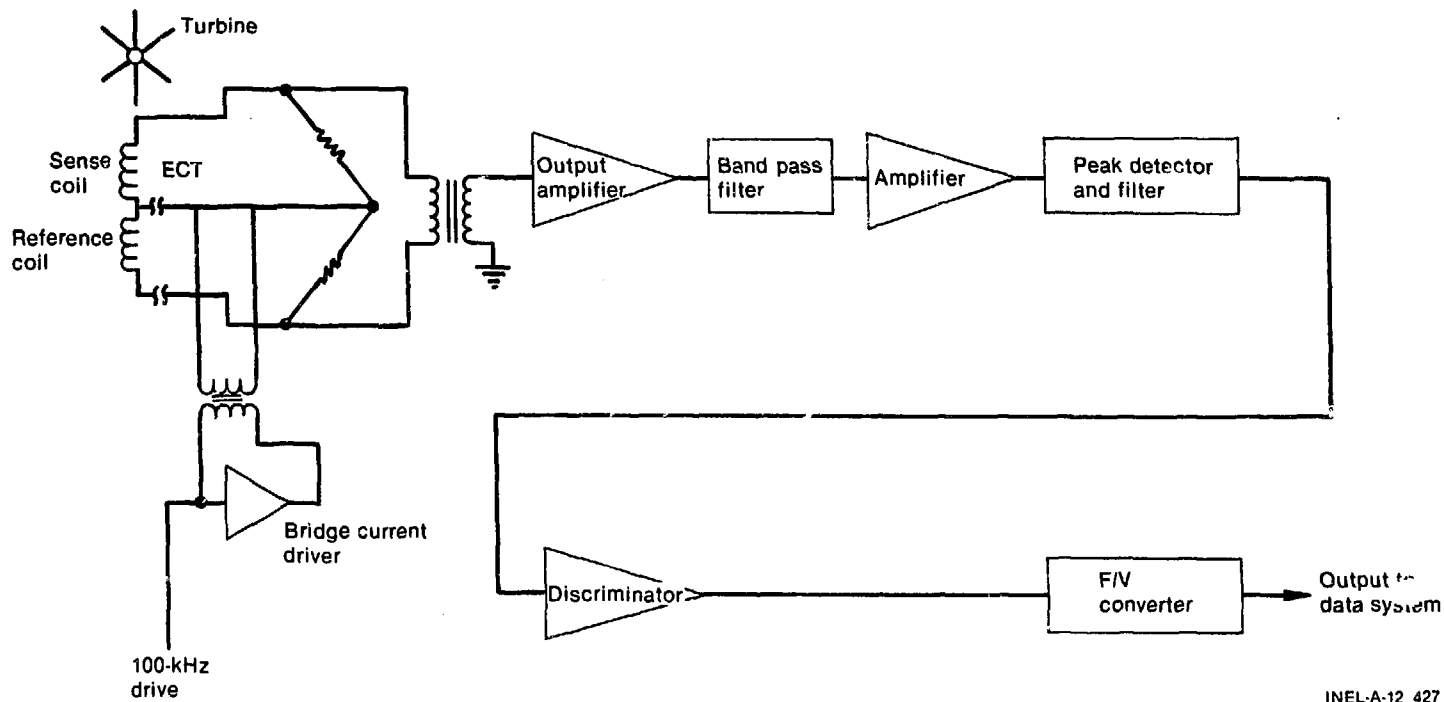 Turbine
Sense
coil
ECT
Reference
coil
Output
amplifier
Band pass
filter
Amplifier
Peak detector
and filter
Bridge current
driver
100-kHz
drive
Discriminator
F/V
converter
Output
data system
INEL-A-12 427